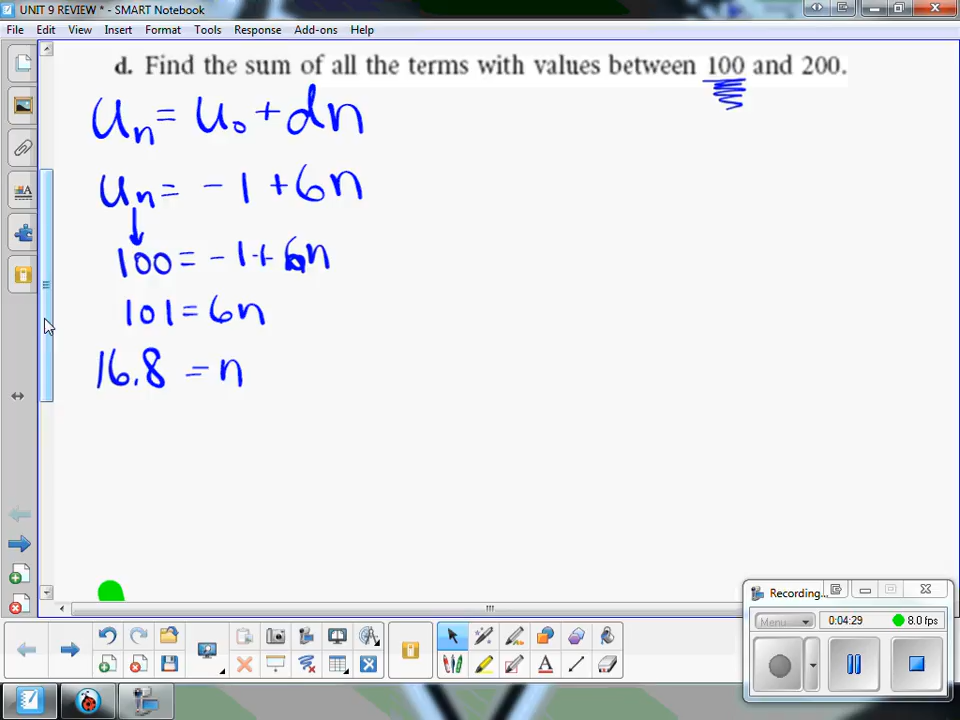 UNIT 9 REVIEW * - SMART Notebook
File Edit View Insert Format Tools Response Add-ons Help
d. Find the sum of all the terms with values between 100 and 200.
Un = U0 + dn
Un = -1 + 6n
100 = -1 + 6n
101 = 6n
16.8 = n
Recording...
Menu 0:04:29 8.0 fps
A